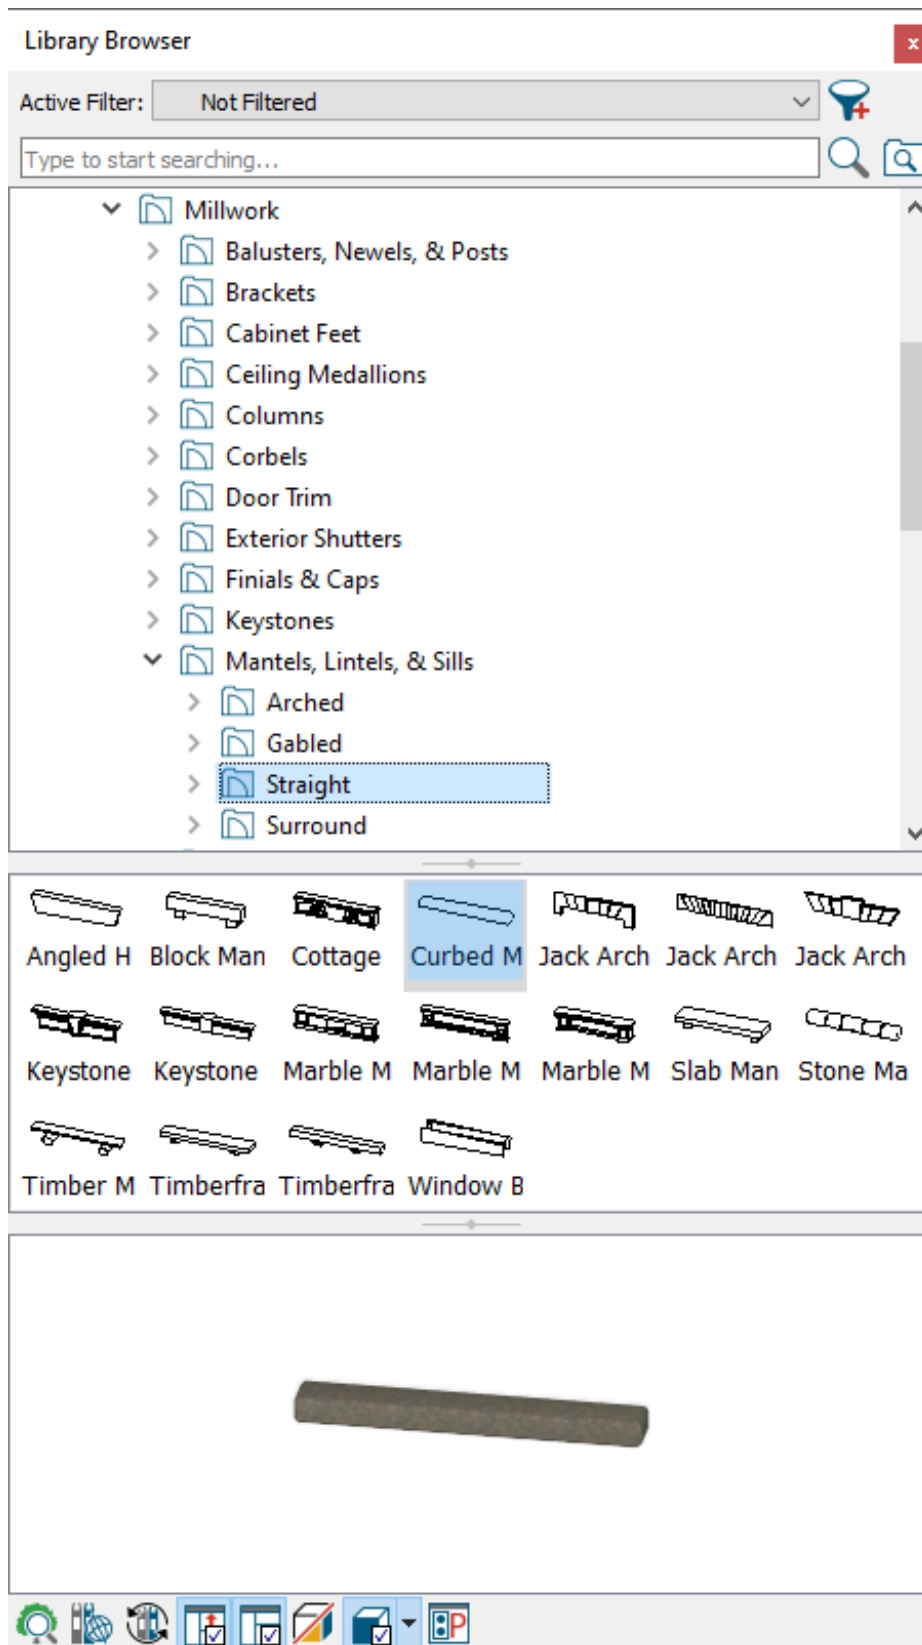 Library Browser
x
Active Filter: Not Filtered
Type to start searching...
Millwork
Balusters, Newels, & Posts
Brackets
Cabinet Feet
Ceiling Medallions
Columns
Corbels
Door Trim
Exterior Shutters
Finials & Caps
Keystones
Mantels, Lintels, & Sills
Arched
Gabled
Straight
Surround
Angled H Block Man Cottage Curbed M Jack Arch Jack Arch Jack Arch
Keystone Keystone Marble M Marble M Marble M Slab Man Stone Ma
Timber M Timberfra Timberfra Window B
P